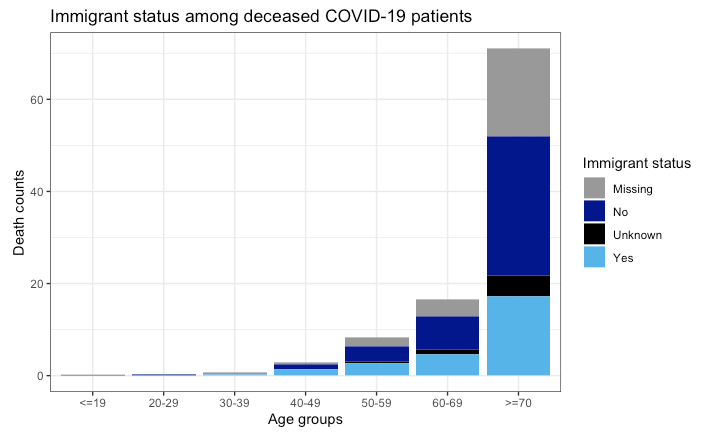 Immigrant status among deceased COVID-19 patients
Death counts
60
40
20
0
<=19 20-29 30-39 40-49 50-59 60-69 >=70
Age groups
Immigrant status
Missing
No
Unknown
Yes